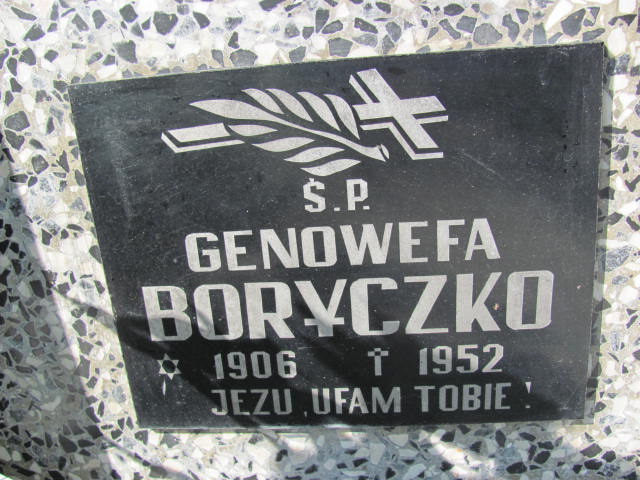 Ś.P.
GENOWEFA
BORYCZKO
✡ 1906 † 1952
JEZU, UFAM TOBIE!